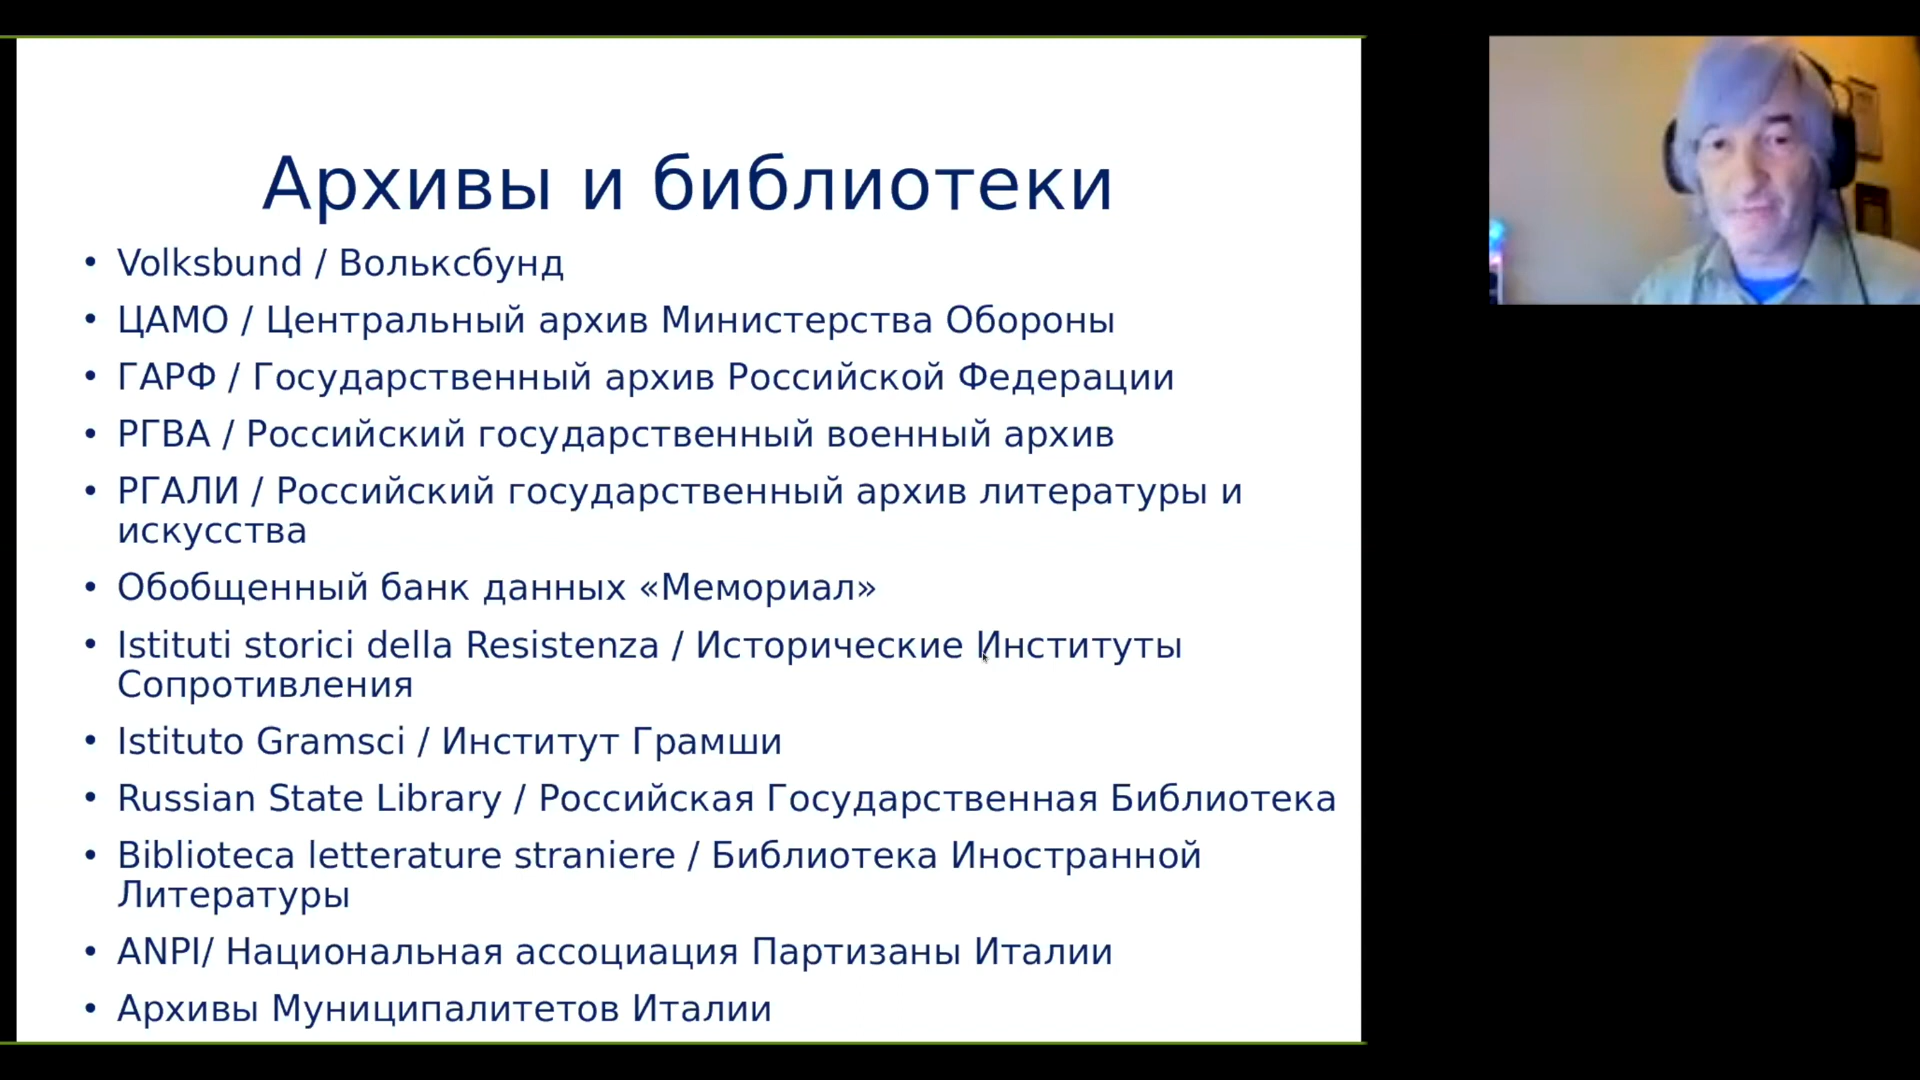 Архивы и библиотеки
• Volksbund / Вольксбунд
• ЦАМО / Центральный архив Министерства Обороны
• ГАРФ / Государственный архив Российской Федерации
• РГВА / Российский государственный военный архив
• РГАЛИ / Российский государственный архив литературы и
искусства
• Обобщенный банк данных «Мемориал»
• Istituti storici della Resistenza / Исторические Институты
Сопротивления
• Istituto Gramsci / Институт Грамши
• Russian State Library / Российская Государственная Библиотека
• Biblioteca letterature straniere / Библиотека Иностранной
Литературы
• ANPI/ Национальная ассоциация Партизаны Италии
• Архивы Муниципалитетов Италии